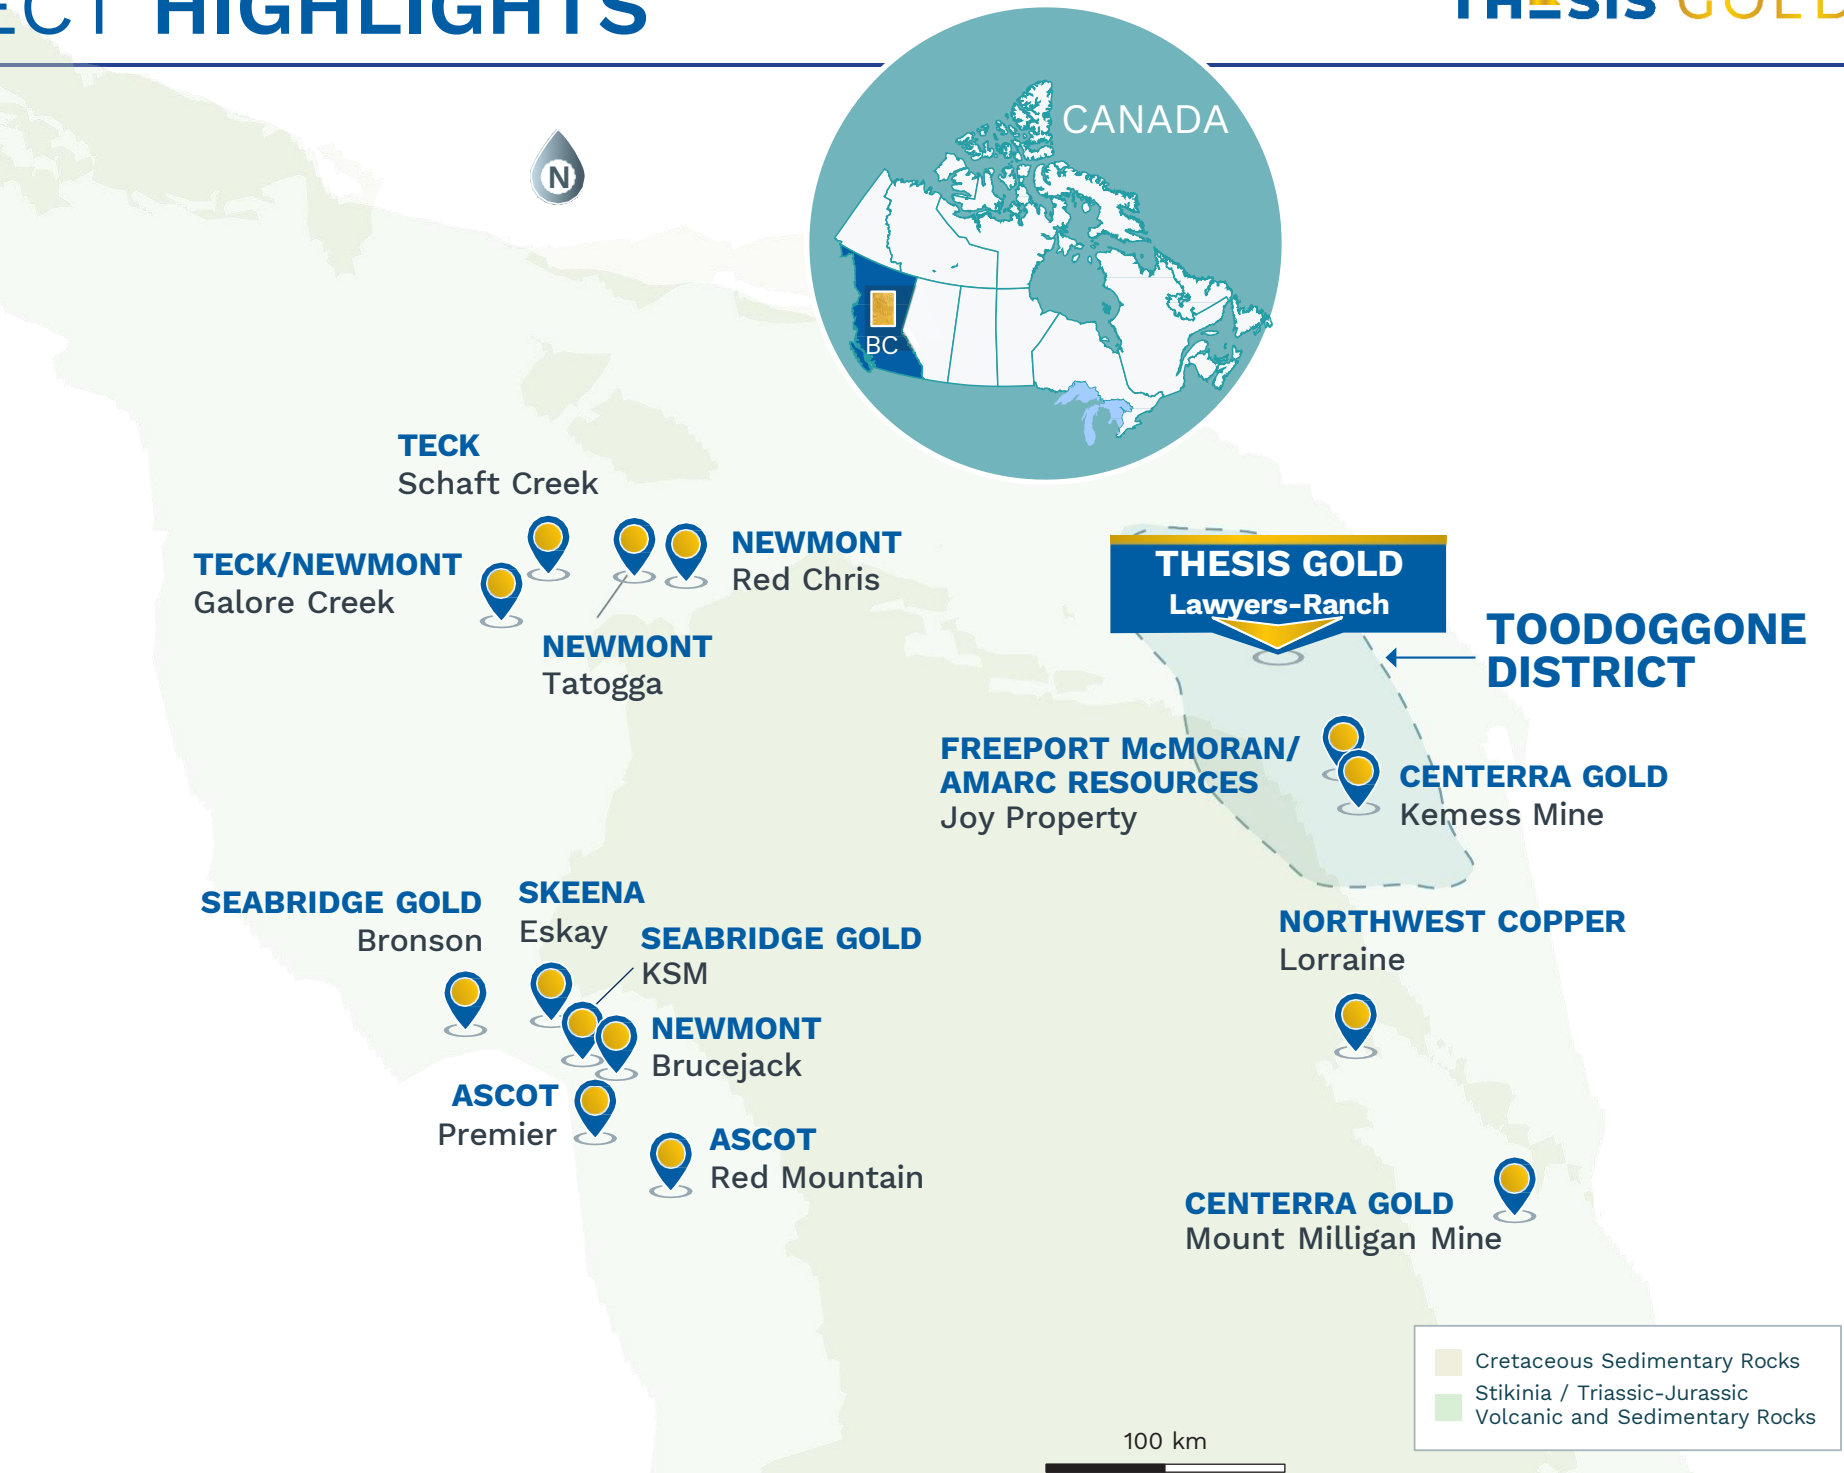 ECT HIGHLIGHTS
THESIS GOLD
CANADA
N
BC
TECK
Schaft Creek
TECK/NEWMONT
Galore Creek
NEWMONT
Red Chris
NEWMONT
Tatogga
THESIS GOLD
Lawyers-Ranch
TOODOGGONE
DISTRICT
FREEPORT McMORAN/
AMARC RESOURCES
Joy Property
CENTERRA GOLD
Kemess Mine
SEABRIDGE GOLD
Bronson
SKEENA
Eskay
SEABRIDGE GOLD
KSM
NEWMONT
Brucejack
NORTHWEST COPPER
Lorraine
ASCOT
Premier
ASCOT
Red Mountain
CENTERRA GOLD
Mount Milligan Mine
Cretaceous Sedimentary Rocks
Stikinia / Triassic-Jurassic
Volcanic and Sedimentary Rocks
100 km